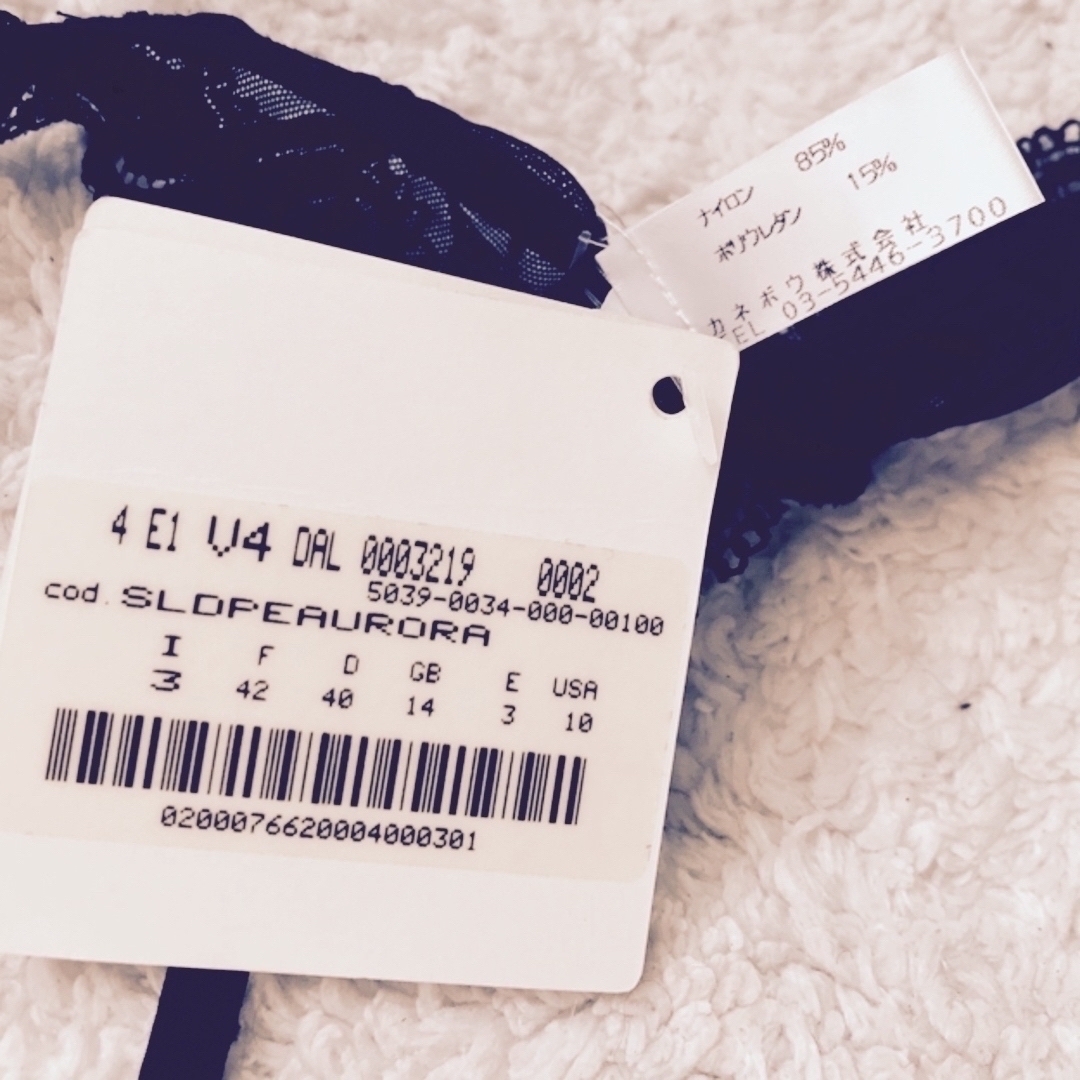 ナイロン 85%
ポリウレタン 15%
カネボウ株式会社
TEL 03-5446-3700
4 E1 V4 DAL 0003219 0002
5039-0034-000-00100
cod. SLDPEAURORA
I F D GB E USA
3 42 40 14 3 10
0200076620004000301